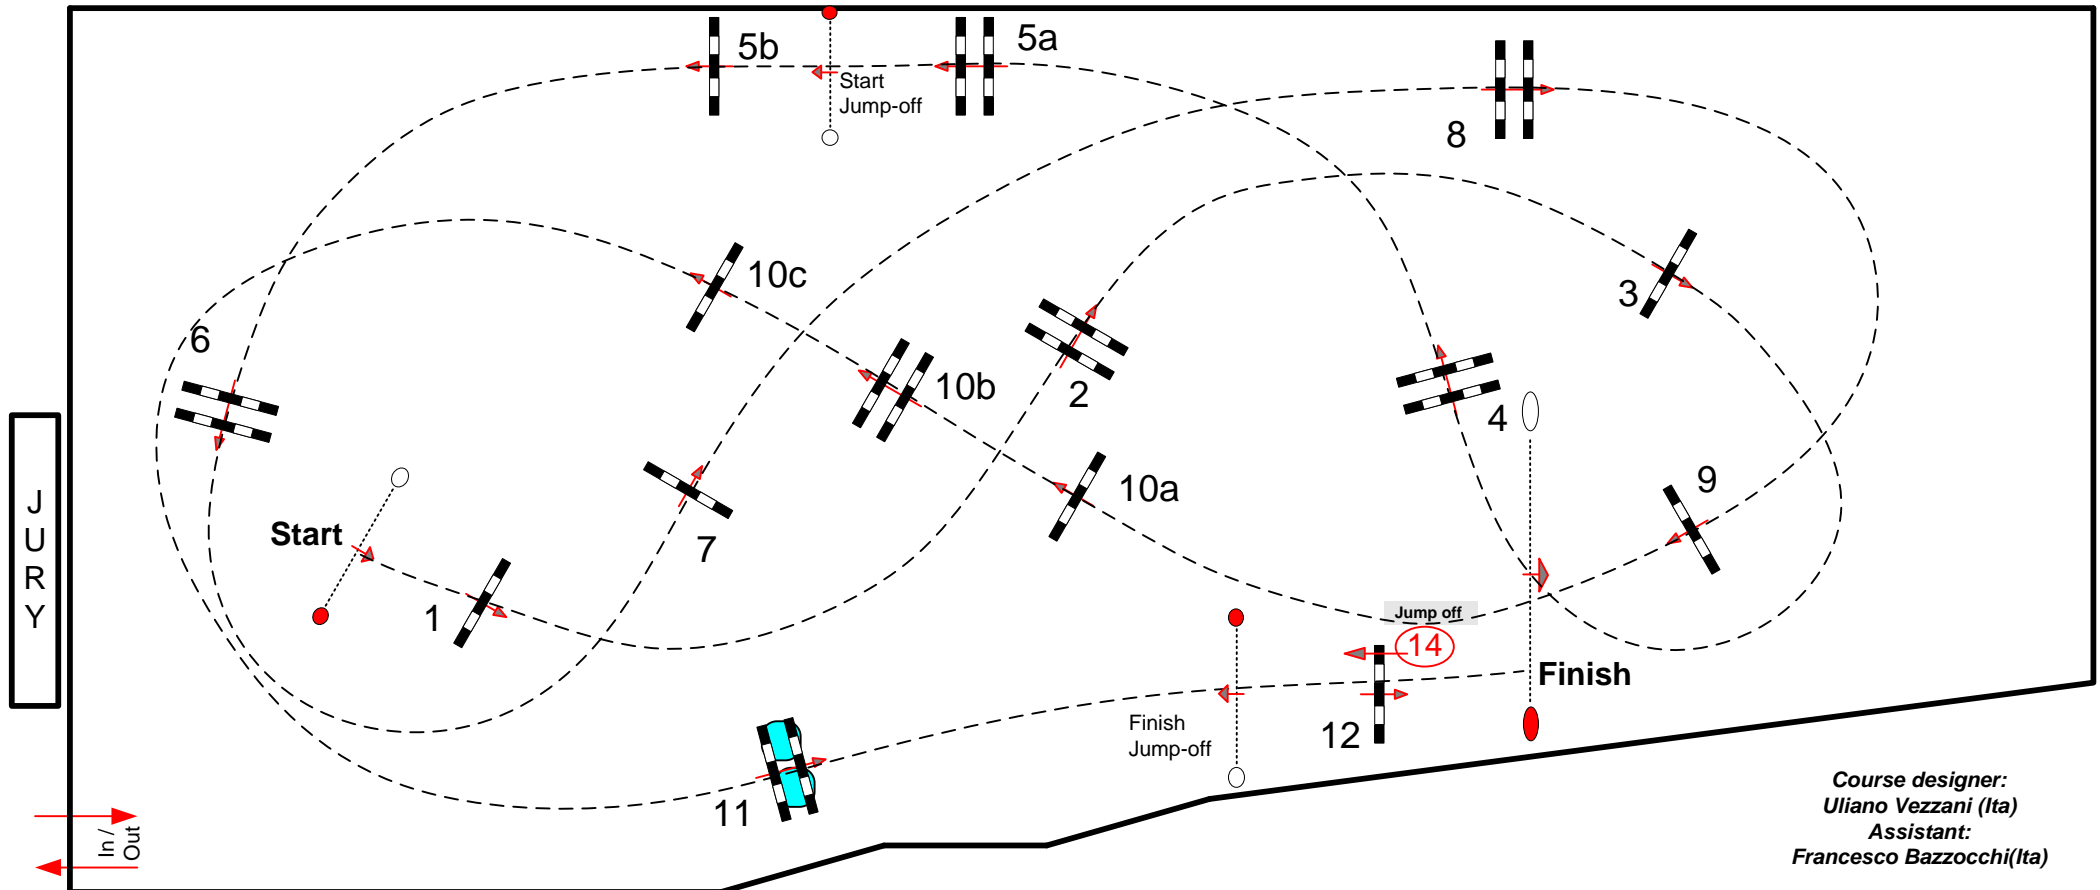 5b
5a
Start
Jump-off
8
10c
3
6
10b
2
4
9
10a
JURY
Start
7
1
Jump off
14
Finish
Finish
Jump-off
12
11
In /
Out
Course designer:
Uliano Vezzani (Ita)
Assistant:
Francesco Bazzocchi(Ita)